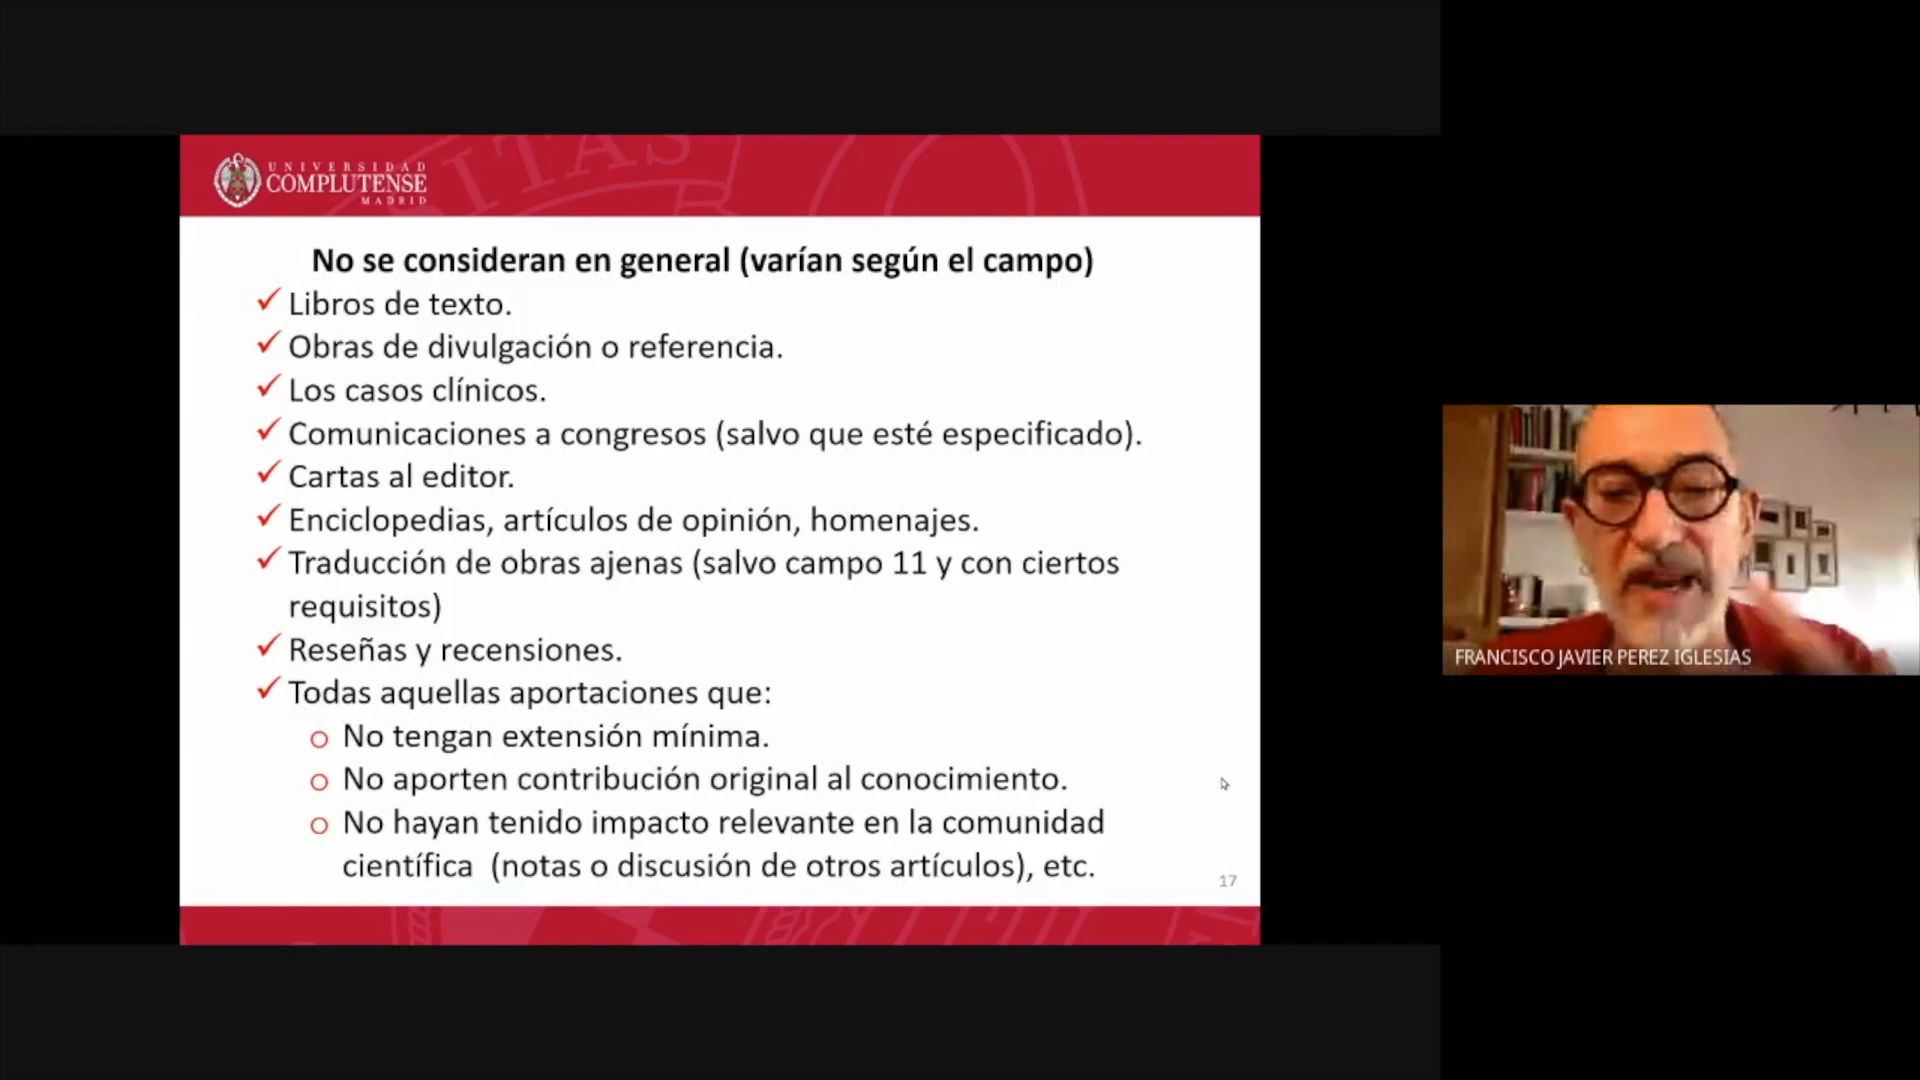 UNIVERSIDAD
COMPLUTENSE
MADRID
ITAS
No se consideran en general (varían según el campo)
✓ Libros de texto.
✓ Obras de divulgación o referencia.
✓ Los casos clínicos.
✓ Comunicaciones a congresos (salvo que esté especificado).
✓ Cartas al editor.
✓ Enciclopedias, artículos de opinión, homenajes.
✓ Traducción de obras ajenas (salvo campo 11 y con ciertos
requisitos)
✓ Reseñas y recensiones.
✓ Todas aquellas aportaciones que:
o No tengan extensión mínima.
o No aporten contribución original al conocimiento.
o No hayan tenido impacto relevante en la comunidad
científica (notas o discusión de otros artículos), etc.
17
FRANCISCO JAVIER PEREZ IGLESIAS